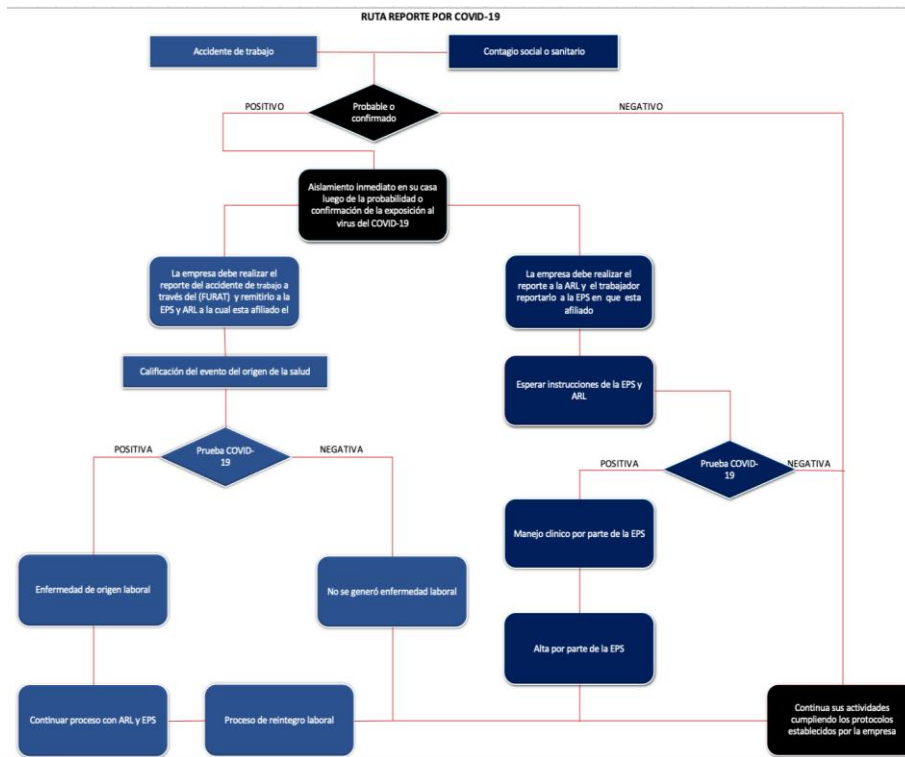 RUTA REPORTE POR COVID-19
Accidente de trabajo
Contagio social o sanitario
POSITIVO
Probable o
confirmado
NEGATIVO
Aislamiento inmediato en su casa
luego de la probabilidad o
confirmación de la exposición al
virus del COVID-19
La empresa debe realizar el
reporte del accidente de trabajo a
través del (FURAT) y remitirlo a la
EPS y ARL a la cual esta afiliado el
La empresa debe realizar el
reporte a la ARL y el trabajador
reportarlo a la EPS en que esta
afiliado
Calificación del evento del origen de la salud
Esperar instrucciones de la EPS y
ARL
POSITIVA
Prueba COVID-
19
NEGATIVA
POSITIVA
Prueba COVID-
19
NEGATIVA
Manejo clinico por parte de la EPS
Enfermedad de origen laboral
No se generó enfermedad laboral
Alta por parte de la EPS
Continuar proceso con ARL y EPS
Proceso de reintegro laboral
Continua sus actividades
cumpliendo los protocolos
establecidos por la empresa